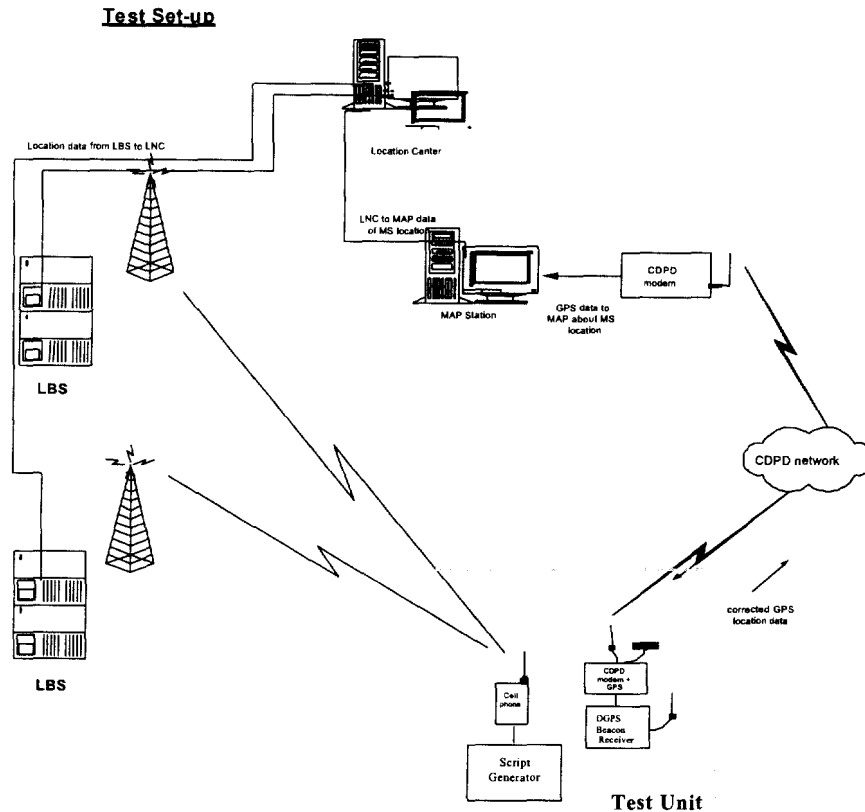 Test Set-up
Location data from LBS to LNC
Location Canter
LNC to MAP data
of MS location
CDPD
modem
MAP Station
GPS data to
MAP about MS
location
LBS
CDPD network
corrected GPS
location data
LBS
Cell
phone
CDPD
modem +
GPS
DGPS
Beacon
Receiver
Script
Generator
Test Unit